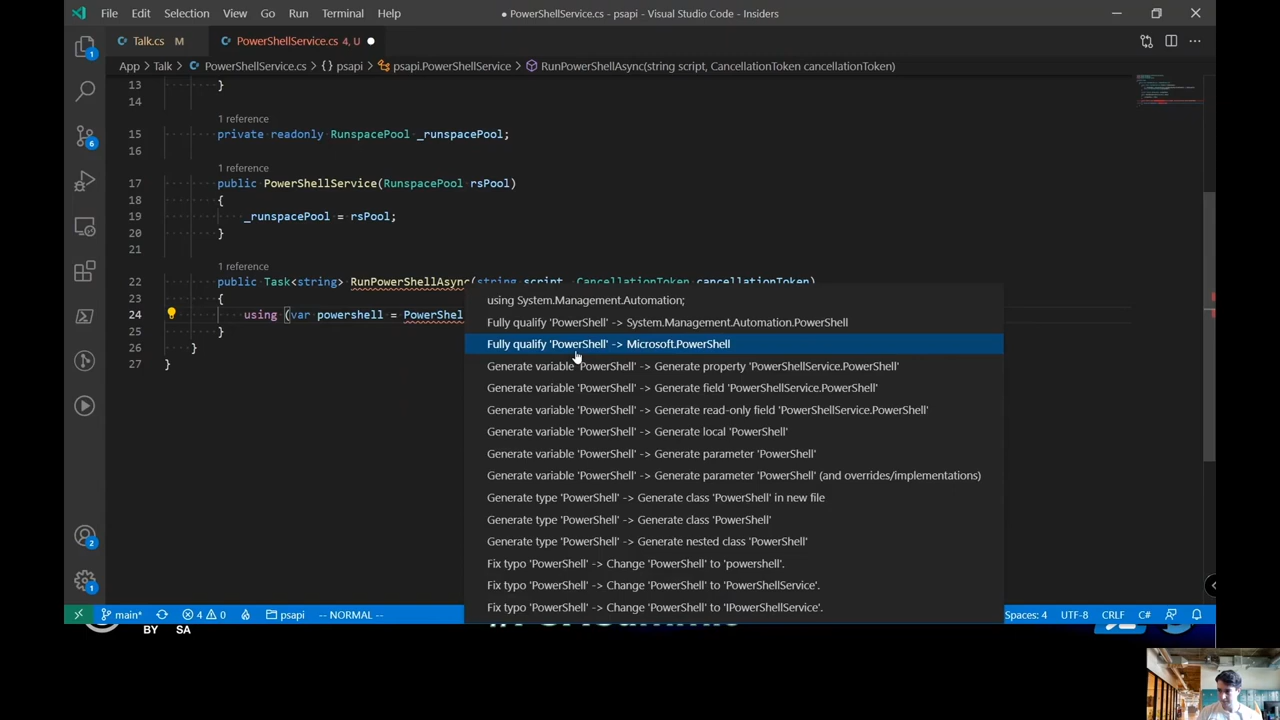 File Edit Selection View Go Run Terminal Help
● PowerShellService.cs - psapi - Visual Studio Code - Insiders
Talk.cs M
PowerShellService.cs 4, U ●
App > Talk > PowerShellService.cs > {} psapi > psapi.PowerShellService > RunPowerShellAsync(string script, CancellationToken cancellationToken)
13 }
14
1 reference
15 private readonly RunspacePool _runspacePool;
16
1 reference
17 public PowerShellService(RunspacePool rsPool)
18 {
19 _runspacePool = rsPool;
20 }
21
1 reference
22 public Task<string> RunPowerShellAsync(string script, CancellationToken cancellationToken)
23 {
24 using (var powershell = PowerShel
25 }
26 }
27 }
using System.Management.Automation;
Fully qualify 'PowerShell' -> System.Management.Automation.PowerShell
Fully qualify 'PowerShell' -> Microsoft.PowerShell
Generate variable 'PowerShell' -> Generate property 'PowerShellService.PowerShell'
Generate variable 'PowerShell' -> Generate field 'PowerShellService.PowerShell'
Generate variable 'PowerShell' -> Generate read-only field 'PowerShellService.PowerShell'
Generate variable 'PowerShell' -> Generate local 'PowerShell'
Generate variable 'PowerShell' -> Generate parameter 'PowerShell'
Generate variable 'PowerShell' -> Generate parameter 'PowerShell' (and overrides/implementations)
Generate type 'PowerShell' -> Generate class 'PowerShell' in new file
Generate type 'PowerShell' -> Generate class 'PowerShell'
Generate type 'PowerShell' -> Generate nested class 'PowerShell'
Fix typo 'PowerShell' -> Change 'PowerShell' to 'powershell'.
Fix typo 'PowerShell' -> Change 'PowerShell' to 'PowerShellService'.
Fix typo 'PowerShell' -> Change 'PowerShell' to 'IPowerShellService'.
1
6
2
1
main* 4 0 psapi -- NORMAL -- Spaces: 4 UTF-8 CRLF C#
BY SA